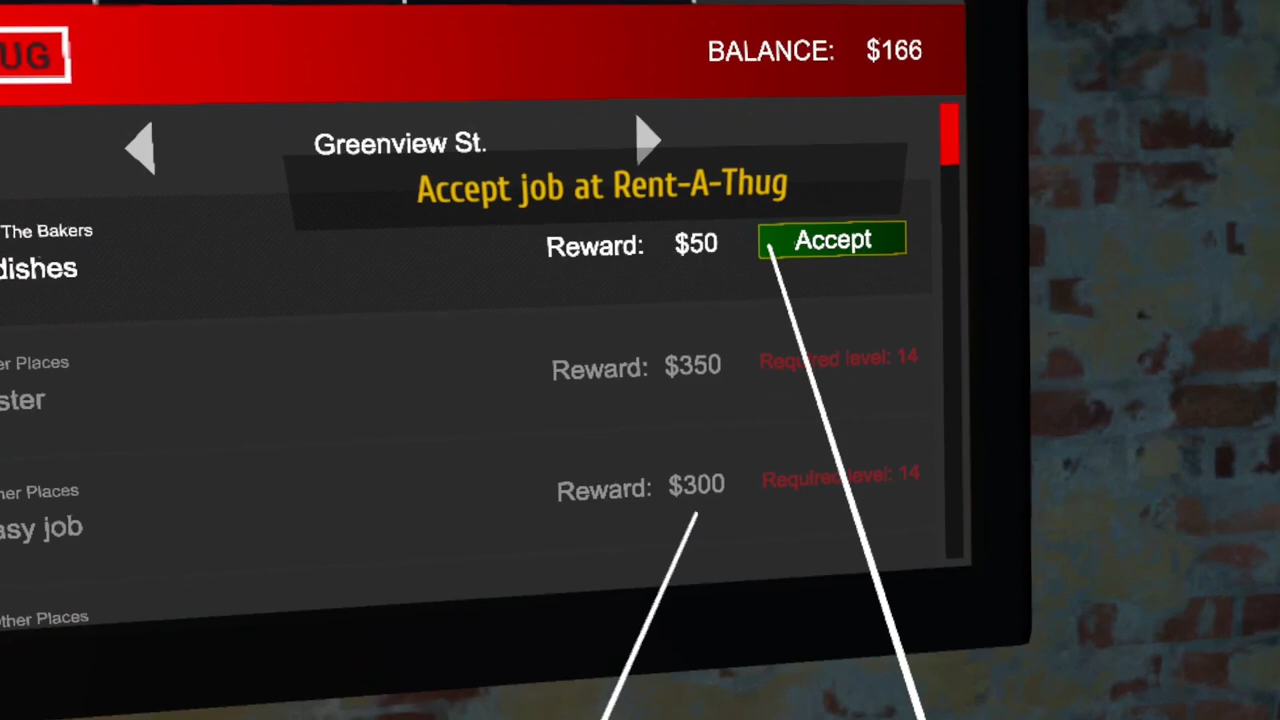 UG
BALANCE: $166
Greenview St.
Accept job at Rent-A-Thug
The Bakers
dishes
Reward: $50
Accept
er Places
ster
Reward: $350
Required level: 14
her Places
asy job
Reward: $300
Required level: 14
ther Places